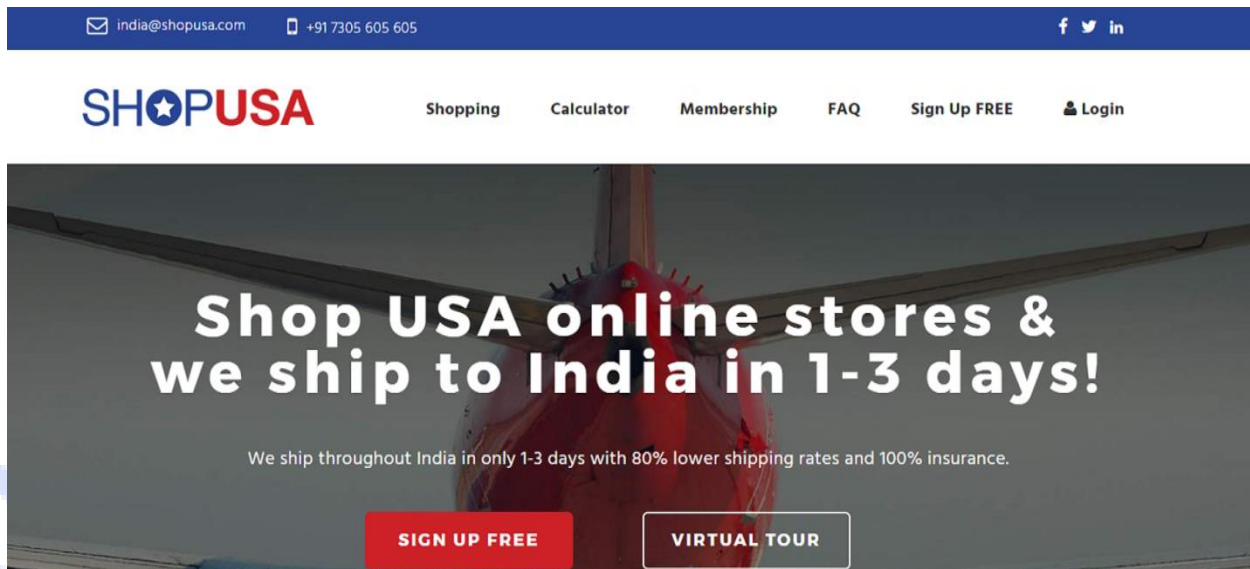 india@shopusa.com +91 7305 605 605
SHOPUSA
Shopping Calculator Membership FAQ Sign Up FREE Login
Shop USA online stores &
we ship to India in 1-3 days!
We ship throughout India in only 1-3 days with 80% lower shipping rates and 100% insurance.
SIGN UP FREE VIRTUAL TOUR